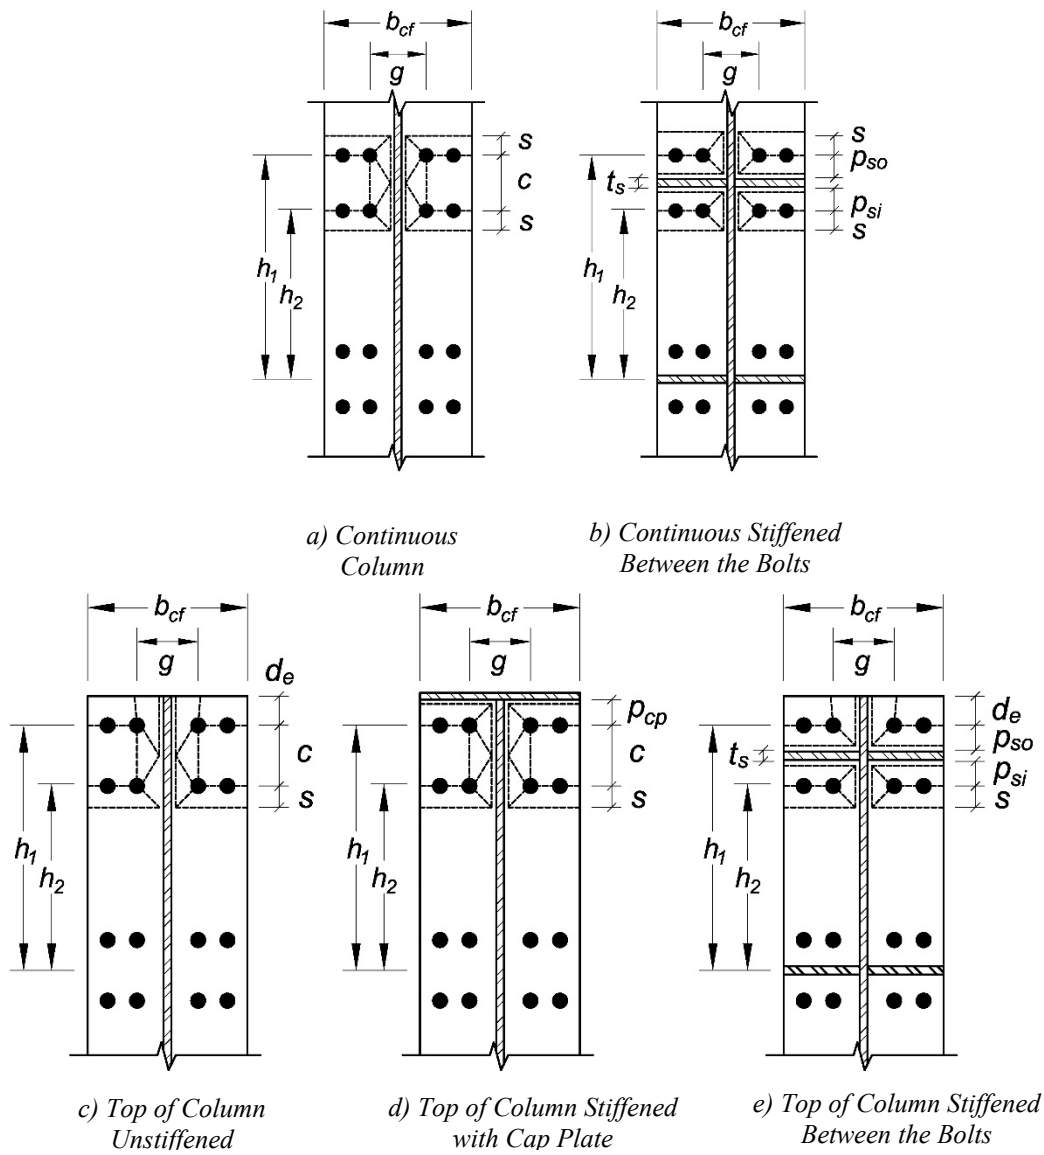 b_cf
g
s
c
s
h_1
h_2
a) Continuous
Column
b_cf
g
s
p_so
t_s
p_si
s
h_1
h_2
b) Continuous Stiffened
Between the Bolts
b_cf
g
d_e
c
s
h_1
h_2
c) Top of Column
Unstiffened
b_cf
g
p_cp
c
s
h_1
h_2
d) Top of Column Stiffened
with Cap Plate
b_cf
g
d_e
p_so
t_s
p_si
s
h_1
h_2
e) Top of Column Stiffened
Between the Bolts